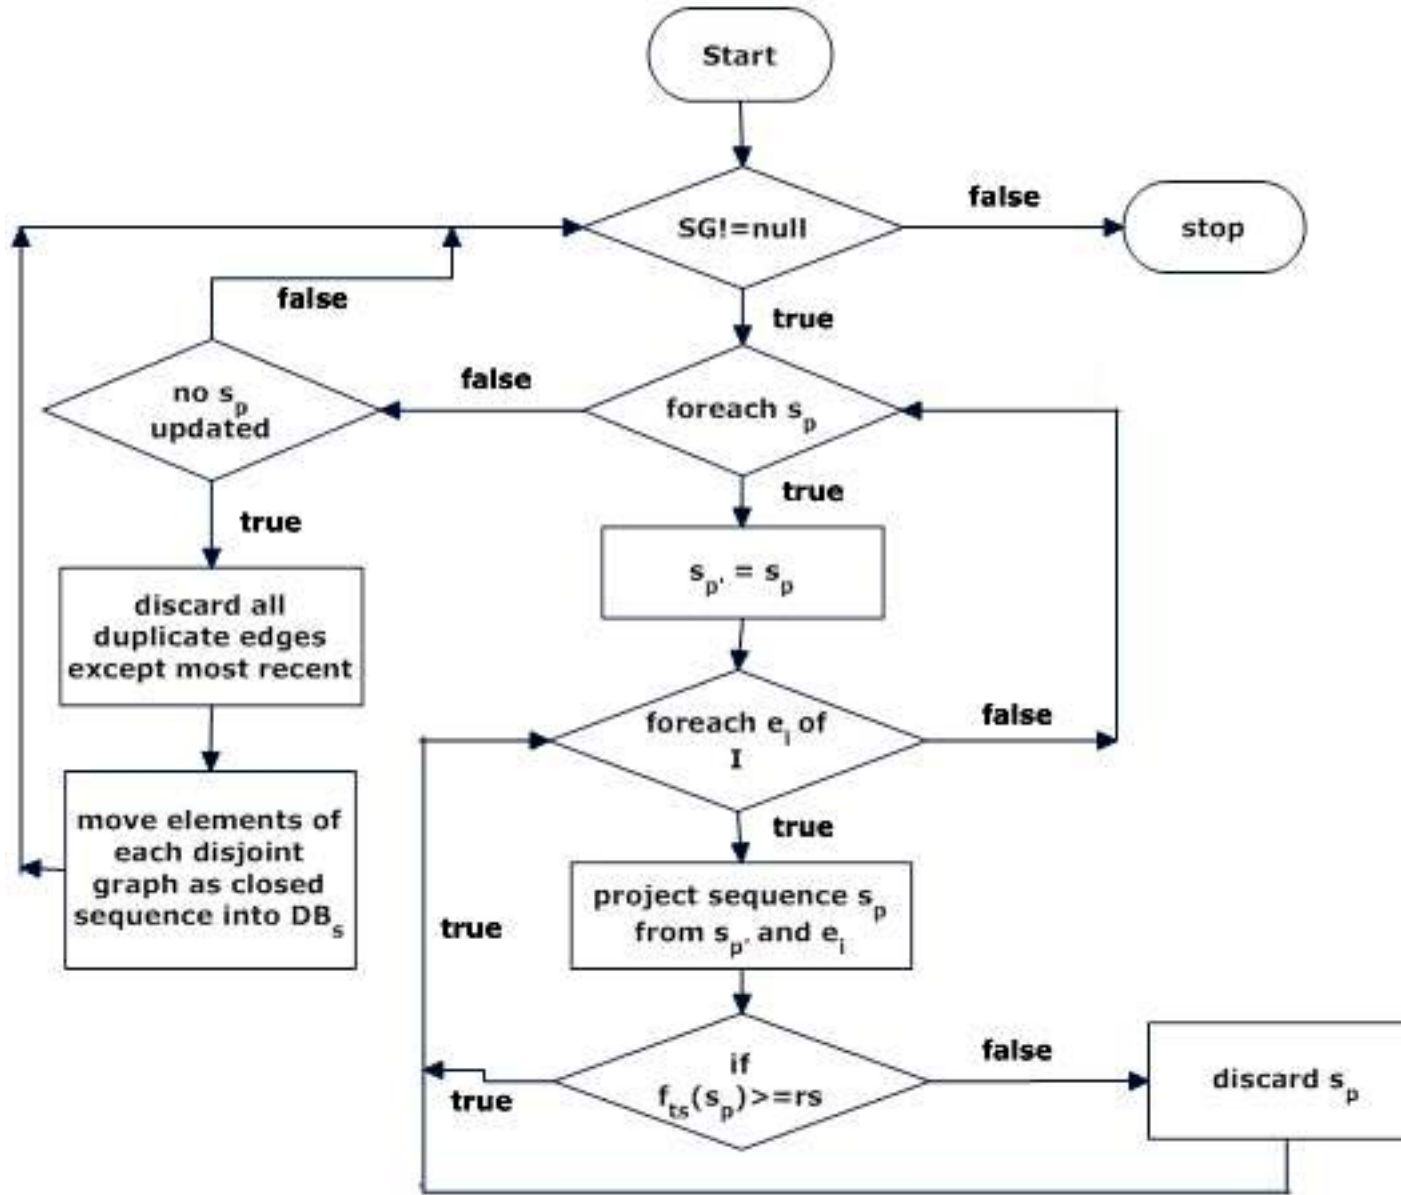 Start
SG!=null
false
stop
true
false
false
no s_p
updated
foreach s_p
true
true
s_p' = s_p
discard all
duplicate edges
except most recent
foreach e_i of
I
false
true
move elements of
each disjoint
graph as closed
sequence into DB_s
project sequence s_p
from s_p' and e_i
true
if
f_ts(s_p)>=rs
false
true
discard s_p